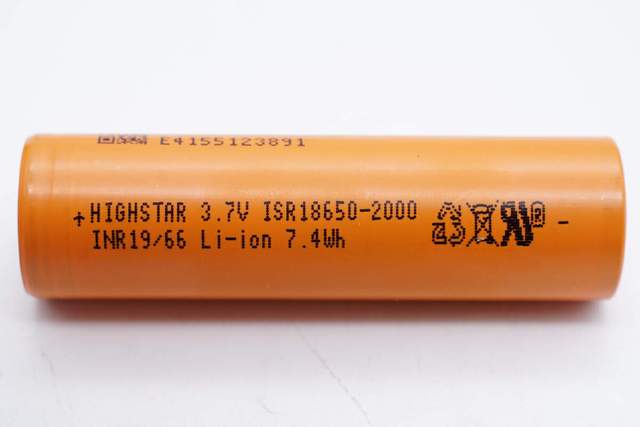 E4155123891
+HIGHSTAR 3.7V ISR18650-2000 -
INR19/66 Li-ion 7.4Wh